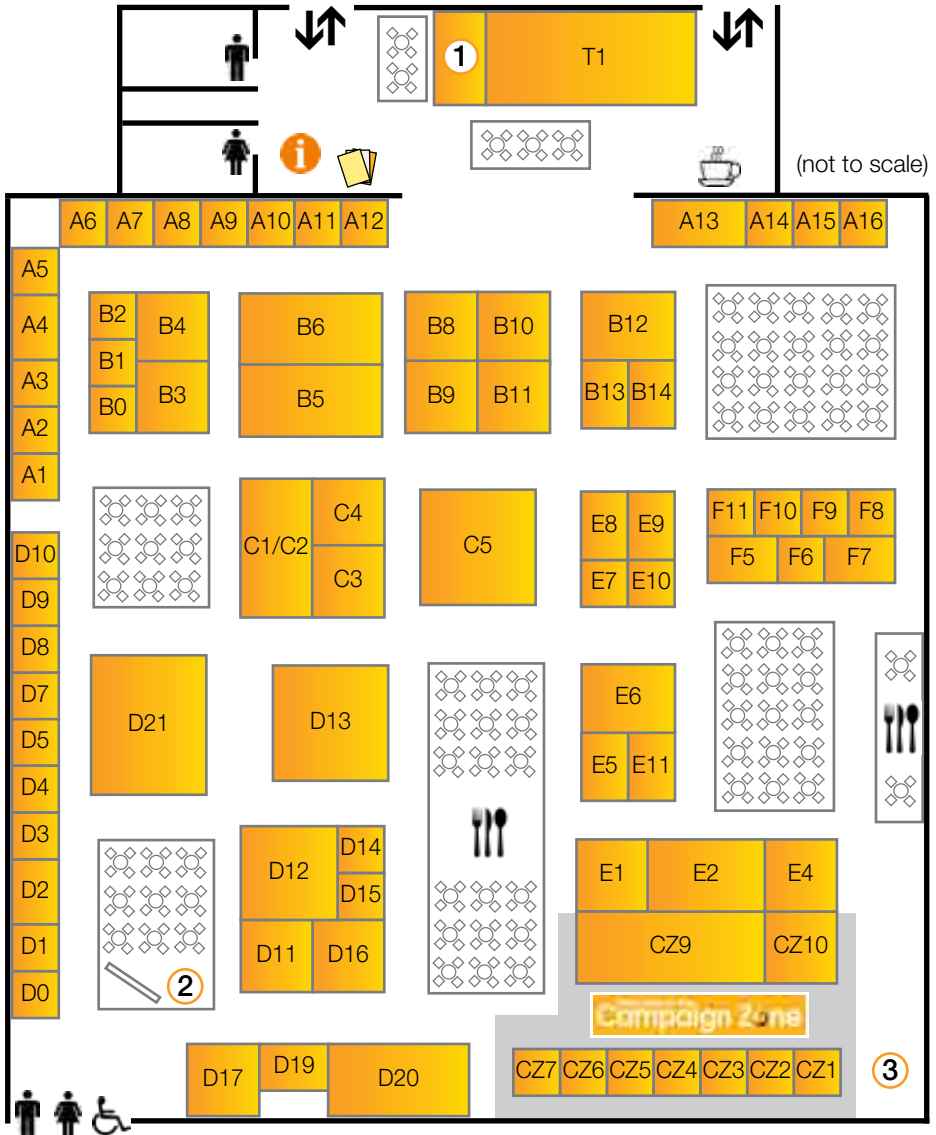 1 T1
i
(not to scale)
A6 A7 A8 A9 A10 A11 A12 A13 A14 A15 A16
A5
A4
A3
A2
A1
B2 B4 B6 B8 B10 B12
B1
B0 B3 B5 B9 B11 B13 B14
C1/C2 C4 C5 E8 E9 F11 F10 F9 F8
C3 E7 E10 F5 F6 F7
D10
D9
D8
D7
D5
D4
D3
D2
D1
D0
D21 D13 E6
E5 E11
D12 D14 E1 E2 E4
D15
D11 D16 CZ9 CZ10
2
Campaign Zone
D17 D19 D20 CZ7 CZ6 CZ5 CZ4 CZ3 CZ2 CZ1 3